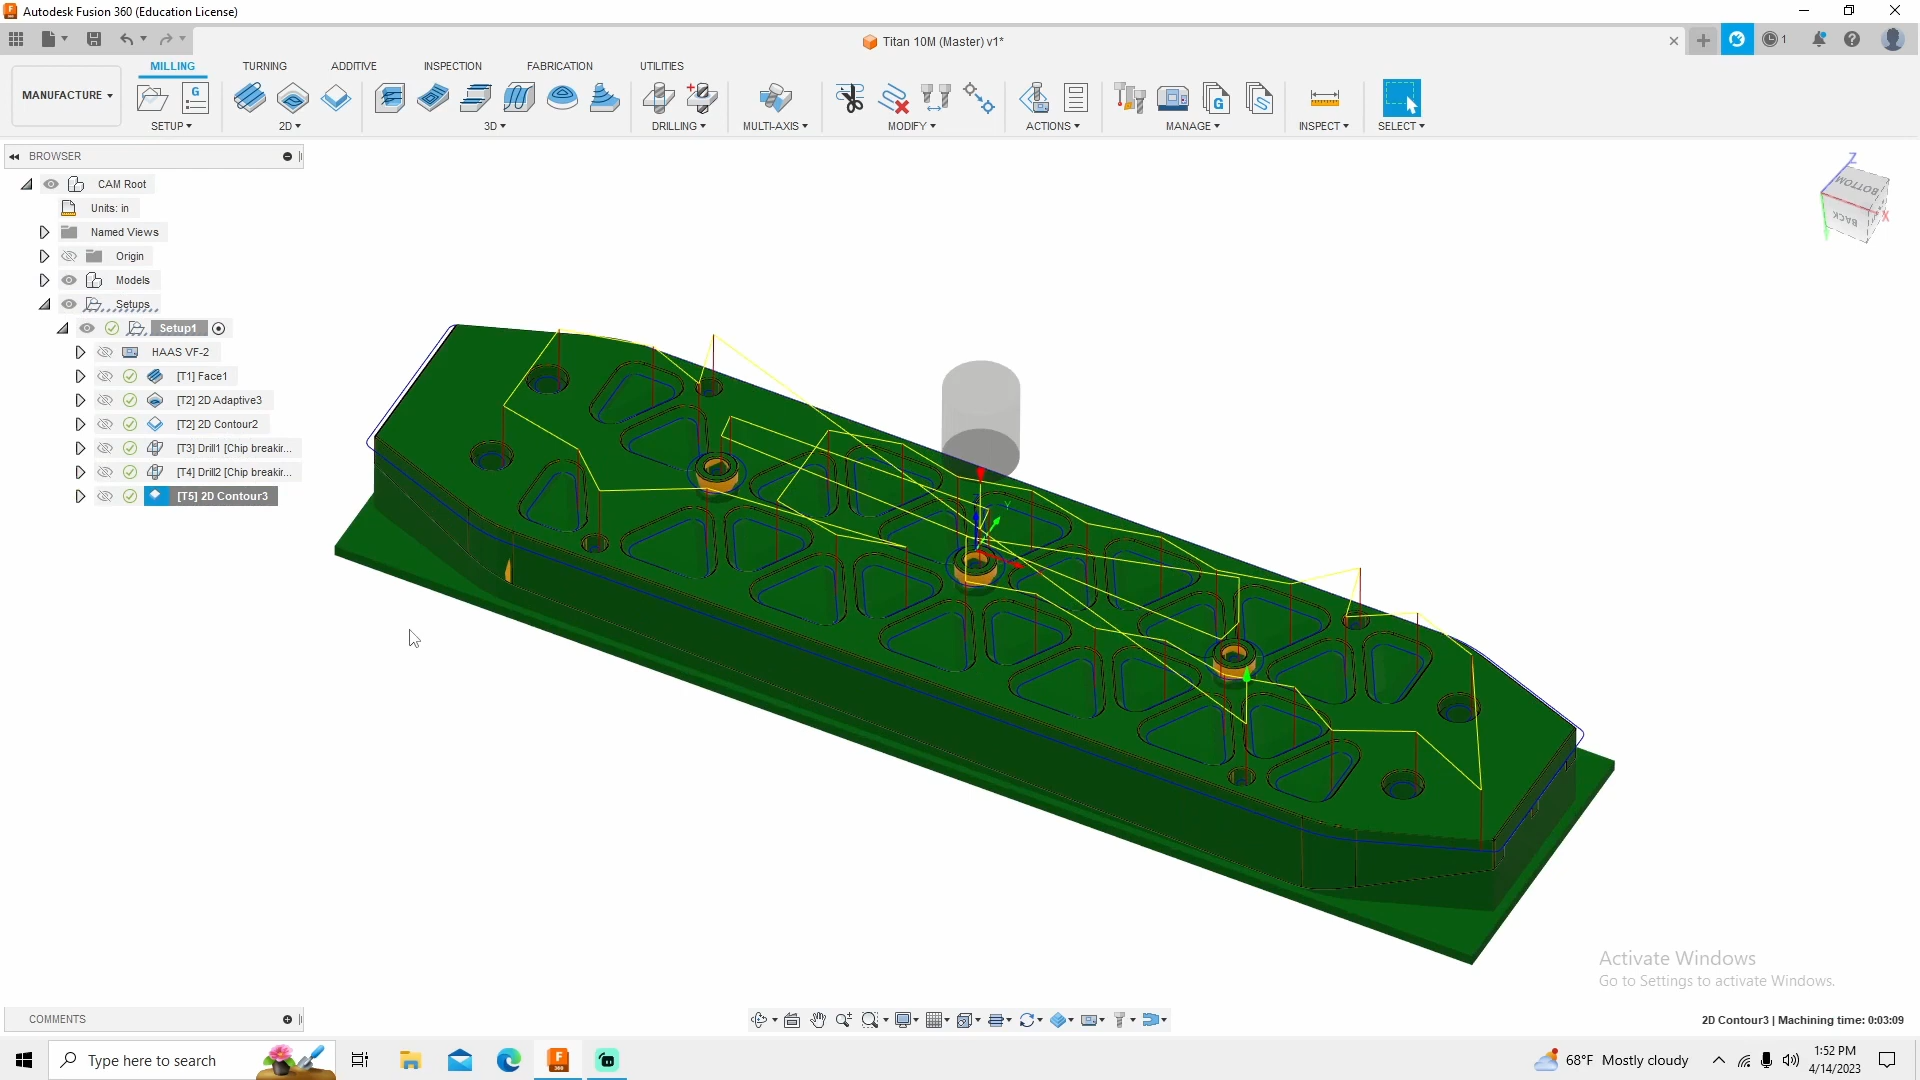 Autodesk Fusion 360 (Education License)
Titan 10M (Master) v1*
1
MANUFACTURE
MILLING
TURNING
ADDITIVE
INSPECTION
FABRICATION
UTILITIES
SETUP
2D
3D
DRILLING
MULTI-AXIS
MODIFY
ACTIONS
MANAGE
INSPECT
SELECT
BROWSER
CAM Root
Units: in
Named Views
Origin
Models
Setups
Setup1
HAAS VF-2
[T1] Face1
[T2] 2D Adaptive3
[T2] 2D Contour2
[T3] Drill1 [Chip breakir...
[T4] Drill2 [Chip breakir...
[T5] 2D Contour3
Z
BOTTOM
BACK
X
Z
Y
Activate Windows
Go to Settings to activate Windows.
COMMENTS
2D Contour3 | Machining time: 0:03:09
Type here to search
68°F Mostly cloudy
1:52 PM
4/14/2023